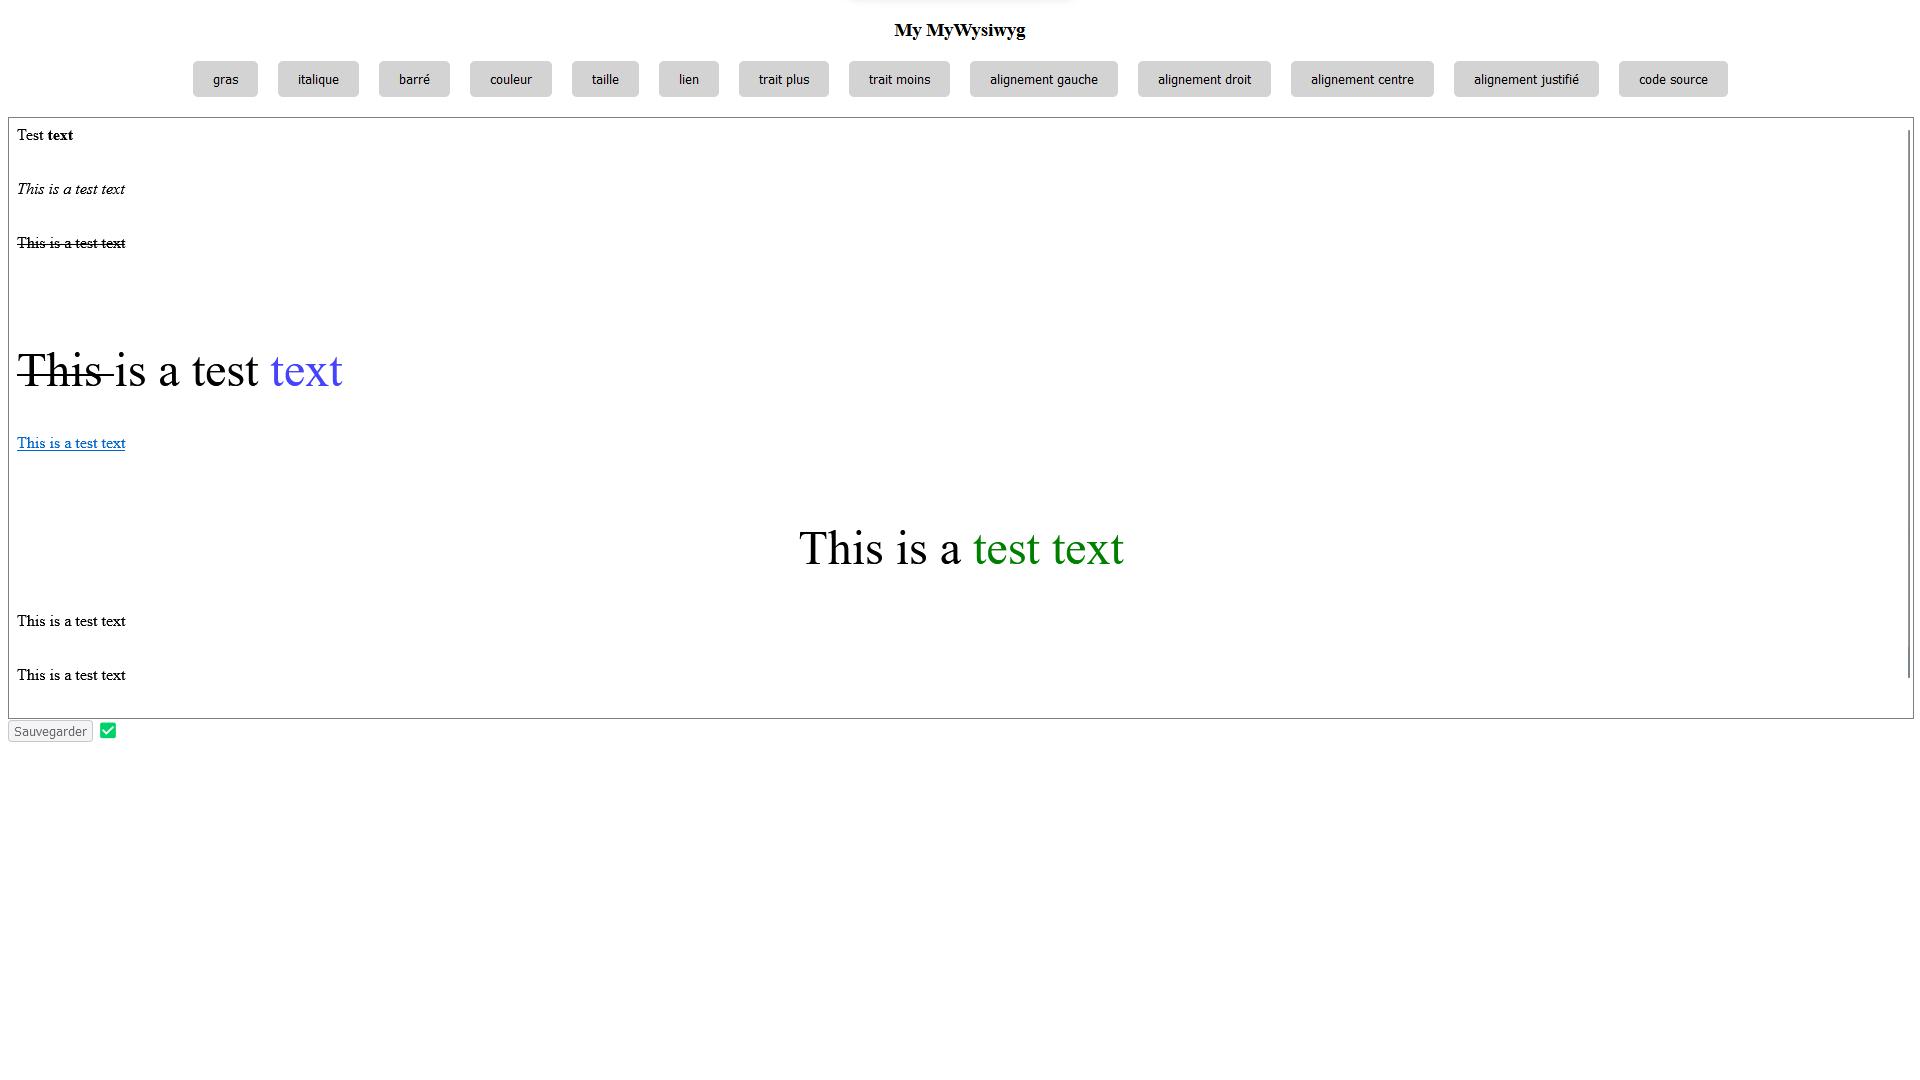 My MyWysiwyg
gras italique barré couleur taille lien trait plus trait moins alignement gauche alignement droit alignement centre alignement justifié code source
Test text
This is a test text
This is a test text
This is a test text
This is a test text
This is a test text
This is a test text
This is a test text
Sauvegarder